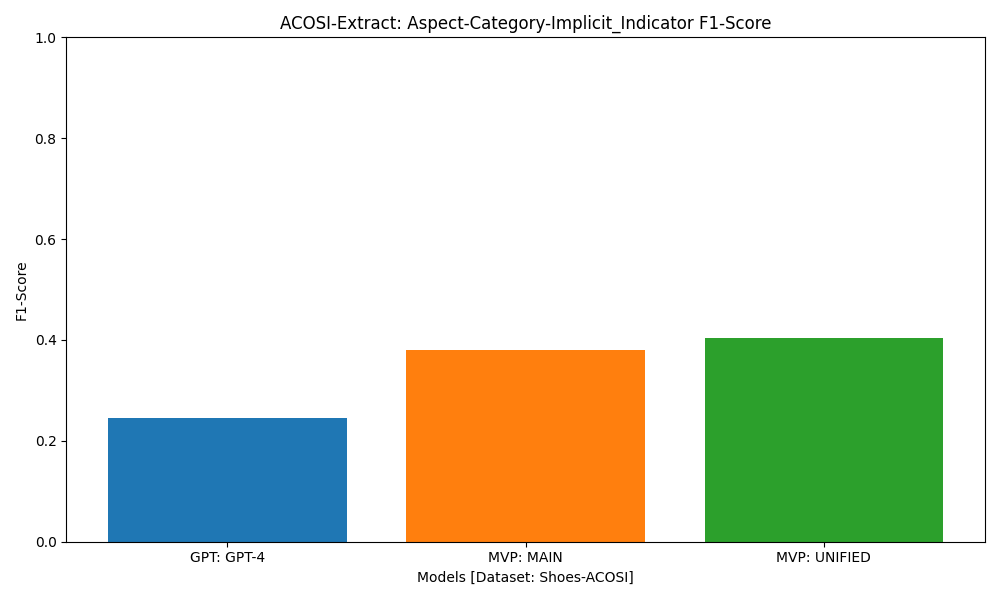 ACOSI-Extract: Aspect-Category-Implicit_Indicator F1-Score
1.0
0.8
0.6
0.4
0.2
0.0
F1-Score
GPT: GPT-4
MVP: MAIN
MVP: UNIFIED
Models [Dataset: Shoes-ACOSI]